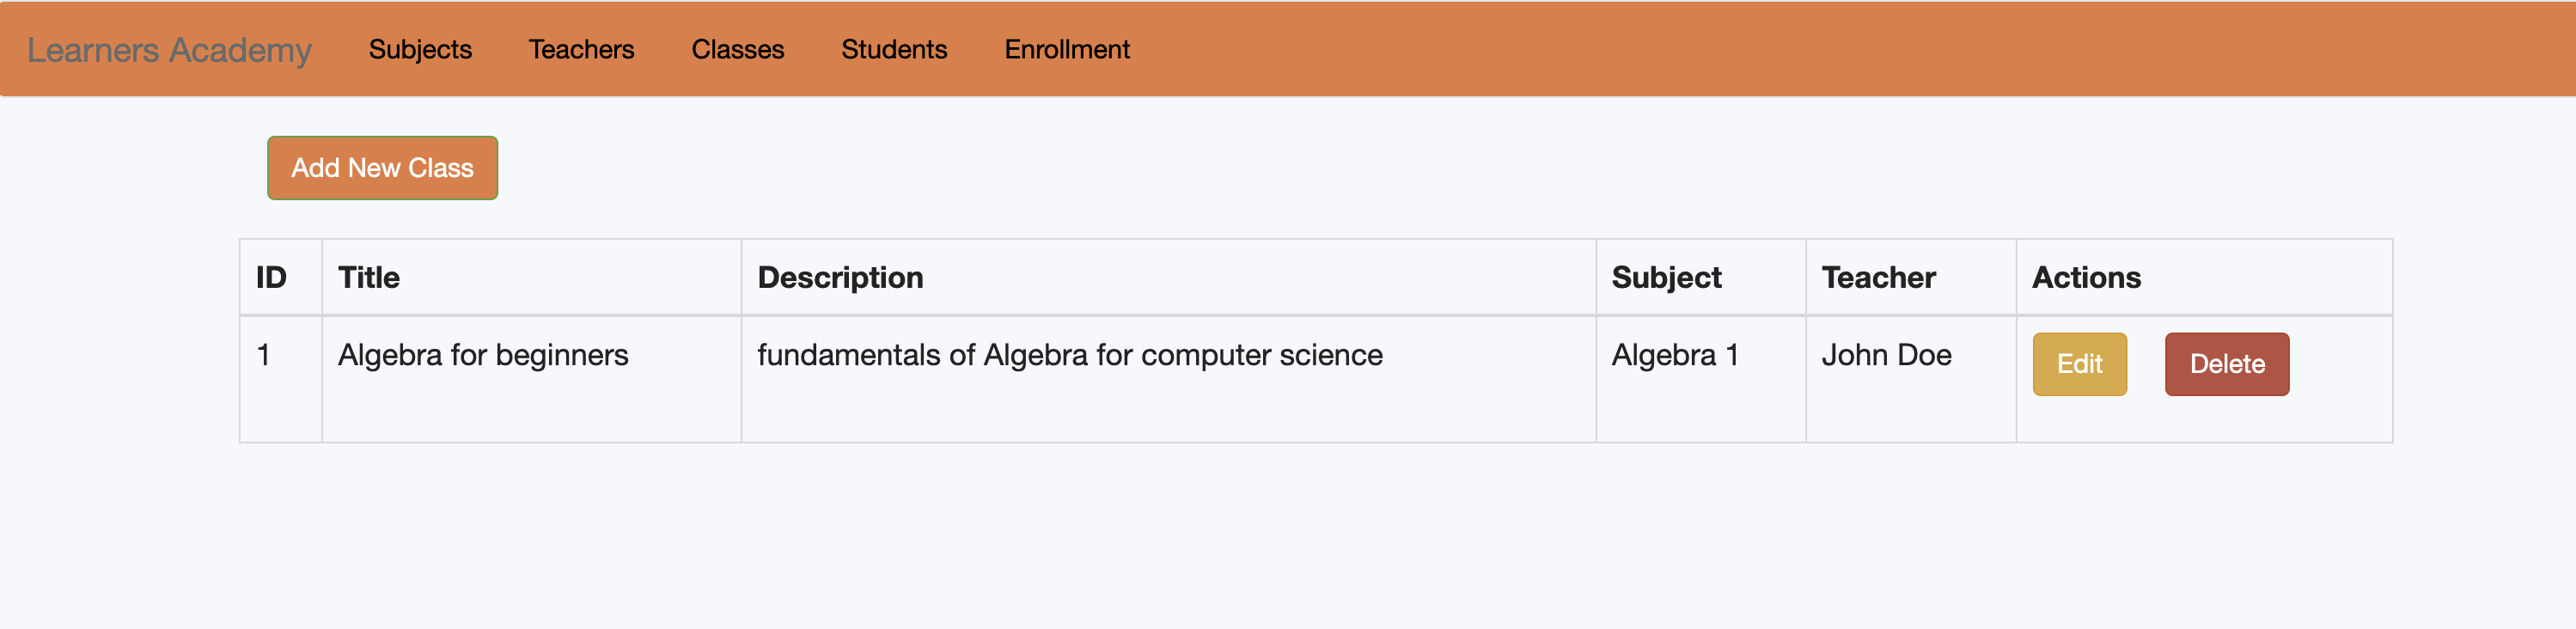 Learners Academy Subjects Teachers Classes Students Enrollment
Add New Class
ID Title Description Subject Teacher Actions
1 Algebra for beginners fundamentals of Algebra for computer science Algebra 1 John Doe Edit Delete